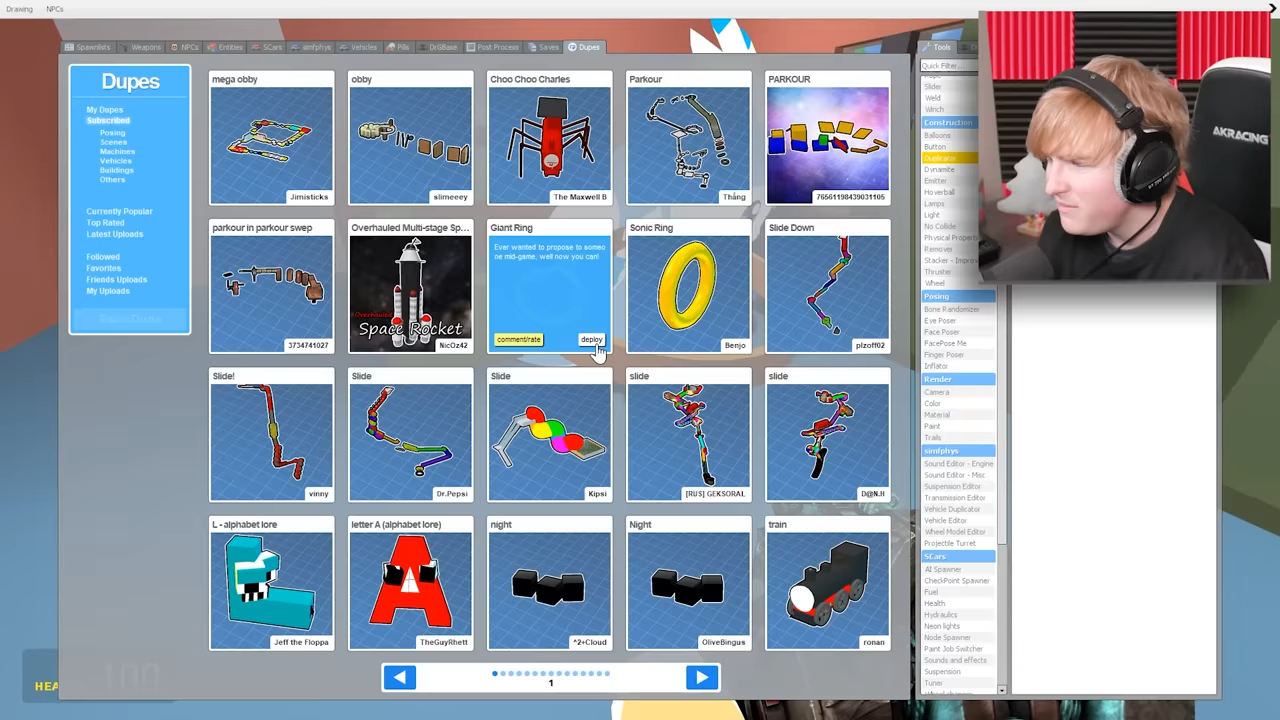 Drawing NPCs
Spawnlists Weapons NPCs Entities SCars simfphys Vehicles Pills DrGBase Post Process Saves Dupes
Dupes
My Dupes
Subscribed
Posing
Scenes
Machines
Vehicles
Buildings
Others
Currently Popular
Top Rated
Latest Uploads
Followed
Favorites
Friends Uploads
My Uploads
mega obby
Jimisticks
obby
slimeeey
Choo Choo Charles
The Maxwell B
Parkour
Thắng
PARKOUR
76561198439031105
parkour in parkour swep
3734741027
Overhauled Multi-stage Sp...
Overhauled
Space Rocket
NicOz42
Giant Ring
Ever wanted to propose to someo
ne mid-game, well now you can!
comment/rate deploy
Sonic Ring
Benjo
Slide Down
plzoff02
Slide!
vinny
Slide
Dr.Pepsi
Slide
Kipsi
slide
[RUS] GEKSORAL
slide
D@N.H
L - alphabet lore
Jeff the Floppa
letter A (alphabet lore)
TheGuyRhett
night
^2+Cloud
Night
OliveBingus
train
ronan
1
Tools
Quick Filter...
Slider
Weld
Winch
Construction
Balloons
Button
Duplicator
Dynamite
Emitter
Hoverball
Lamps
Light
No Collide
Physical Propert
Remover
Stacker - Improv
Thruster
Wheel
Posing
Bone Randomizer
Eye Poser
Face Poser
FacePose Me
Finger Poser
Inflator
Render
Camera
Color
Material
Paint
Trails
simfphys
Sound Editor - Engine
Sound Editor - Misc
Suspension Editor
Transmission Editor
Vehicle Duplicator
Vehicle Editor
Wheel Model Editor
Projectile Turret
SCars
AI Spawner
CheckPoint Spawner
Fuel
Health
Hydraulics
Neon lights
Node Spawner
Paint Job Switcher
Sounds and effects
Suspension
Tuner
AKRACING
HEA
100